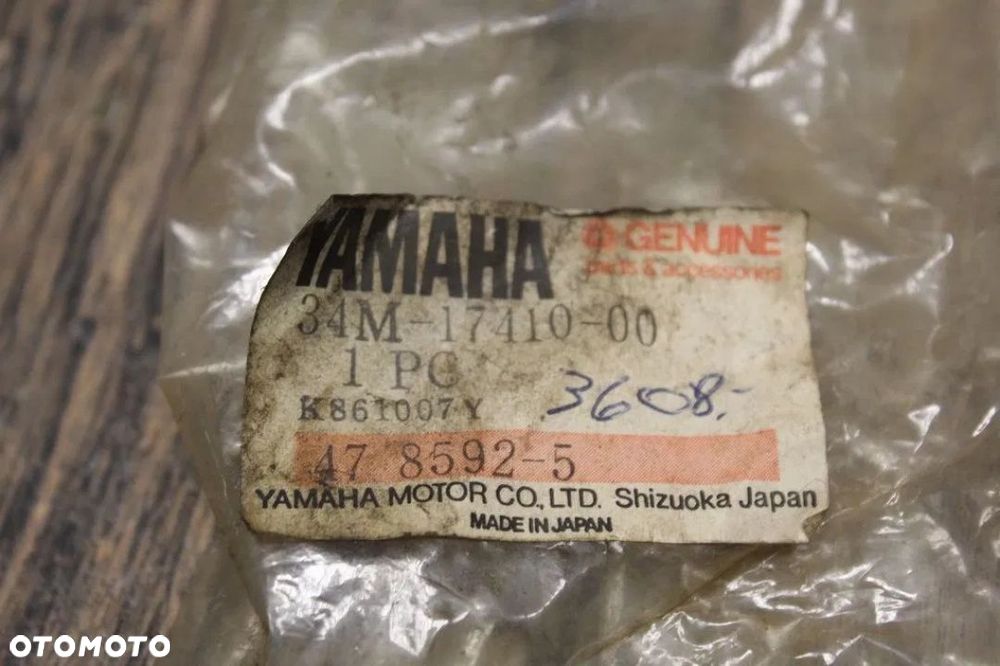 YAMAHA GENUINE
parts & accessories
34M-17410-00
1 PC
K861007Y 3608.-
47 8592-5
YAMAHA MOTOR CO., LTD. Shizuoka Japan
MADE IN JAPAN
OTOMOTO